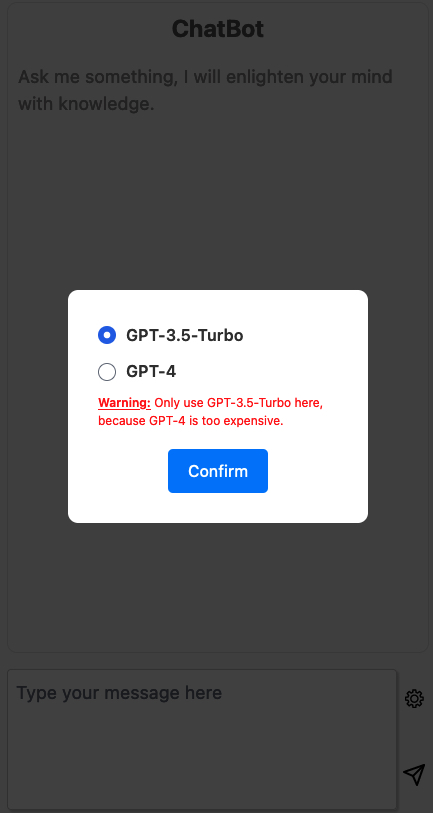 ChatBot
Ask me something, I will enlighten your mind
with knowledge.
GPT-3.5-Turbo
GPT-4
Warning: Only use GPT-3.5-Turbo here,
because GPT-4 is too expensive.
Confirm
Type your message here